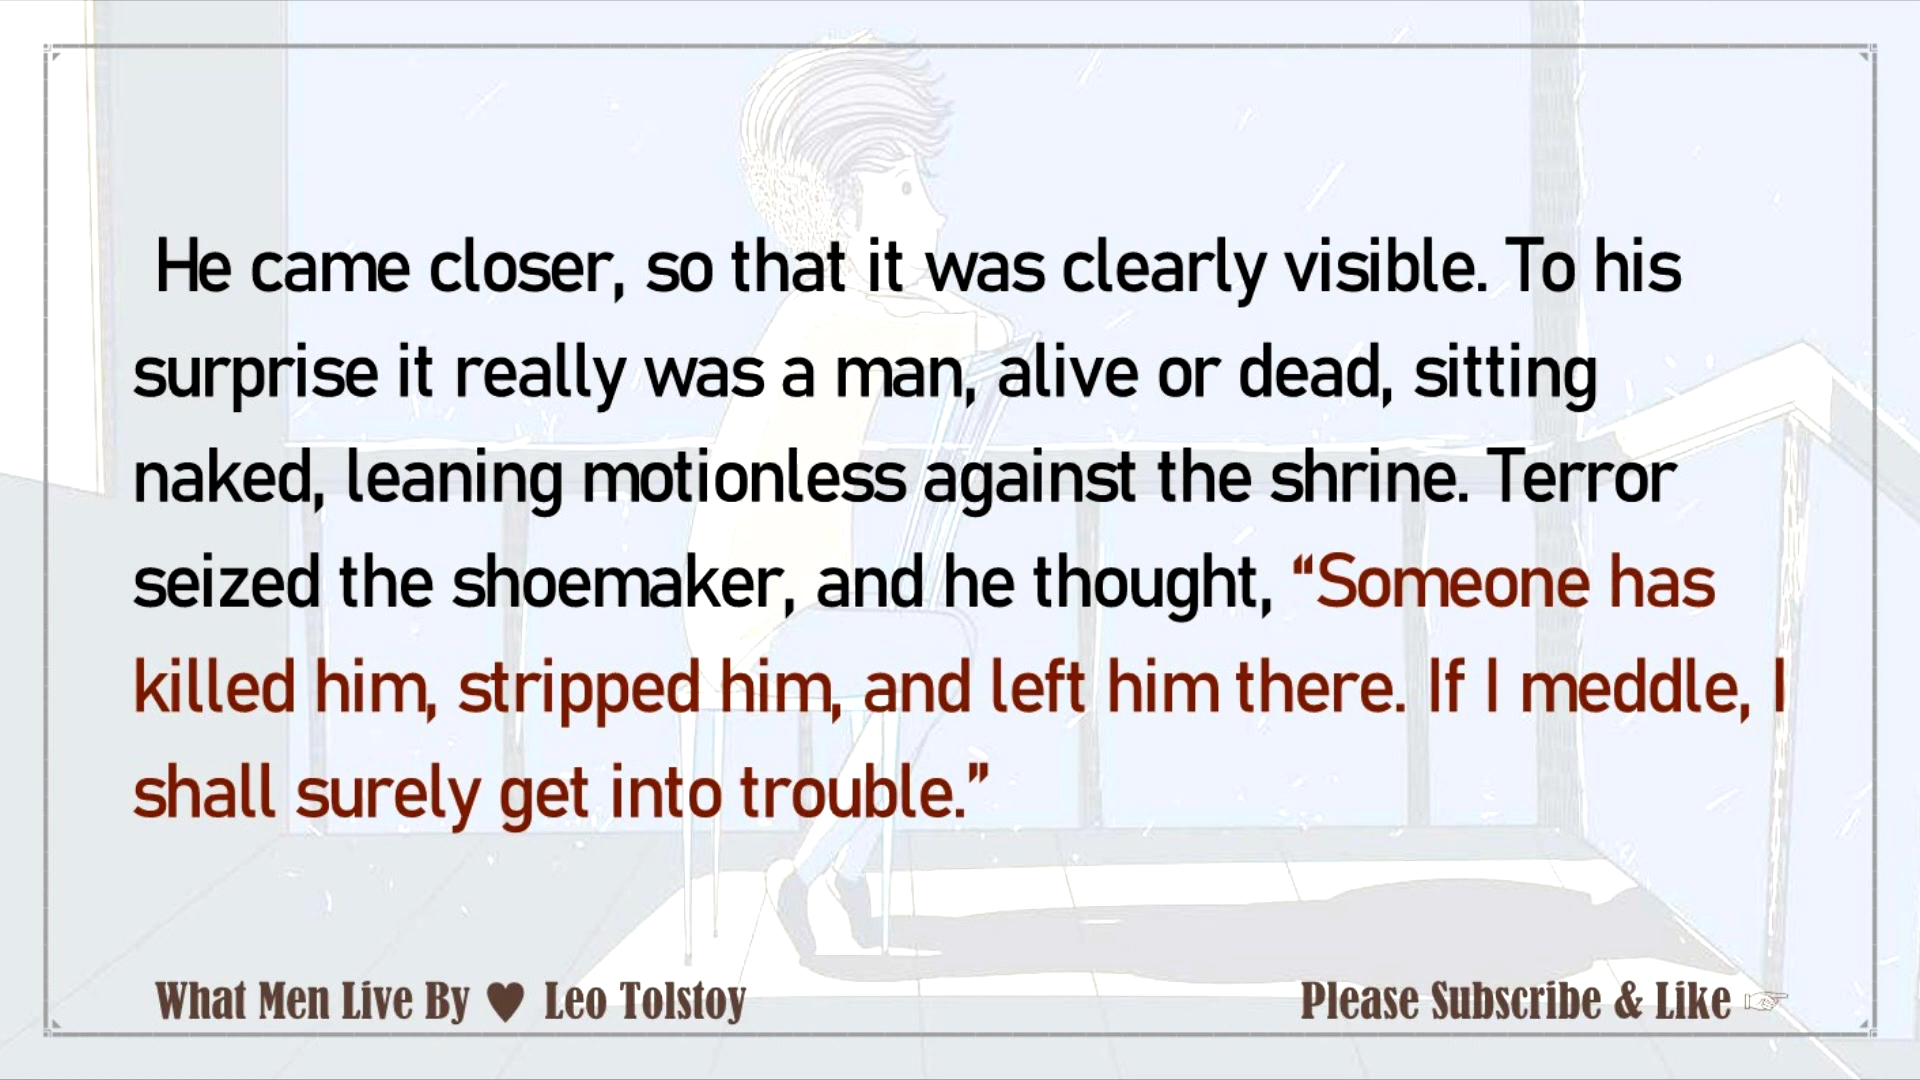 He came closer, so that it was clearly visible. To his
surprise it really was a man, alive or dead, sitting
naked, leaning motionless against the shrine. Terror
seized the shoemaker, and he thought, “Someone has
killed him, stripped him, and left him there. If I meddle, I
shall surely get into trouble.”
What Men Live By ♥ Leo Tolstoy
Please Subscribe & Like ☞